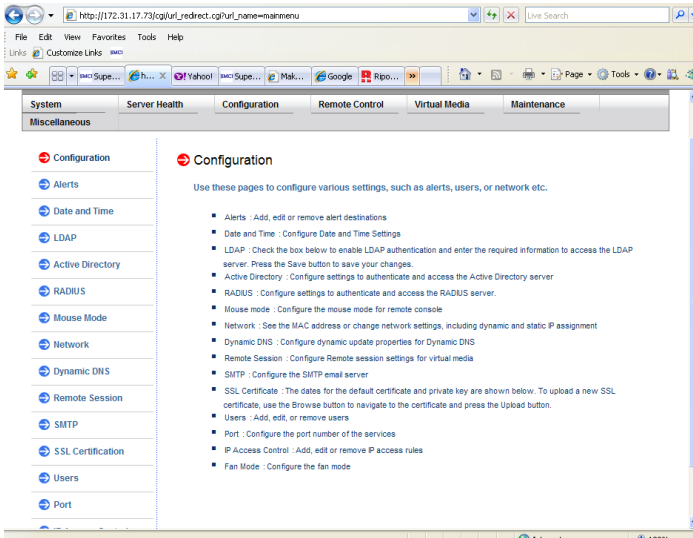 http://172.31.17.73/cgi/url_redirect.cgi?url_name=mainmenu
Live Search
File Edit View Favorites Tools Help
Links Customize Links SMCI
SMCI Supe... h... X Yahoo! SMCI Supe... Mak... Google Ripo... » Page Tools
System Server Health Configuration Remote Control Virtual Media Maintenance
Miscellaneous
Configuration
Alerts
Date and Time
LDAP
Active Directory
RADIUS
Mouse Mode
Network
Dynamic DNS
Remote Session
SMTP
SSL Certification
Users
Port
Configuration
Use these pages to configure various settings, such as alerts, users, or network etc.
Alerts : Add, edit or remove alert destinations
Date and Time : Configure Date and Time Settings
LDAP : Check the box below to enable LDAP authentication and enter the required information to access the LDAP
server. Press the Save button to save your changes.
Active Directory : Configure settings to authenticate and access the Active Directory server
RADIUS : Configure settings to authenticate and access the RADIUS server.
Mouse mode : Configure the mouse mode for remote console
Network : See the MAC address or change network settings, including dynamic and static IP assignment
Dynamic DNS : Configure dynamic update properties for Dynamic DNS
Remote Session : Configure Remote session settings for virtual media
SMTP : Configure the SMTP email server
SSL Certificate : The dates for the default certificate and private key are shown below. To upload a new SSL
certificate, use the Browse button to navigate to the certificate and press the Upload button.
Users : Add, edit, or remove users
Port : Configure the port number of the services
IP Access Control : Add, edit or remove IP access rules
Fan Mode : Configure the fan mode